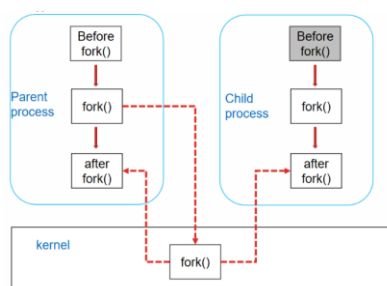 Before
fork()
Parent
process
fork()
after
fork()
Before
fork()
Child
process
fork()
after
fork()
kernel
fork()